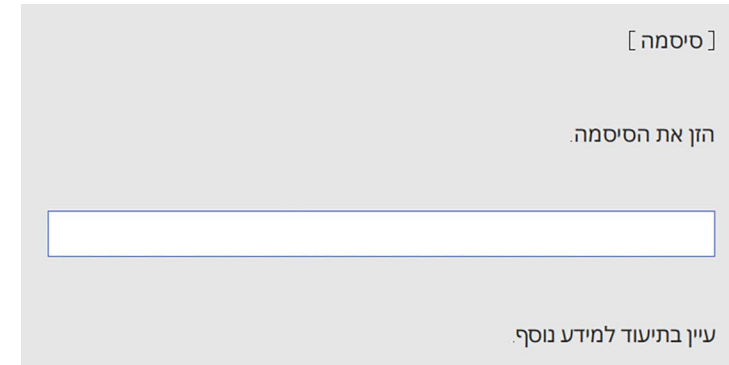 [ סיסמה ]
הזן את הסיסמה.
עיין בתיעוד למידע נוסף.